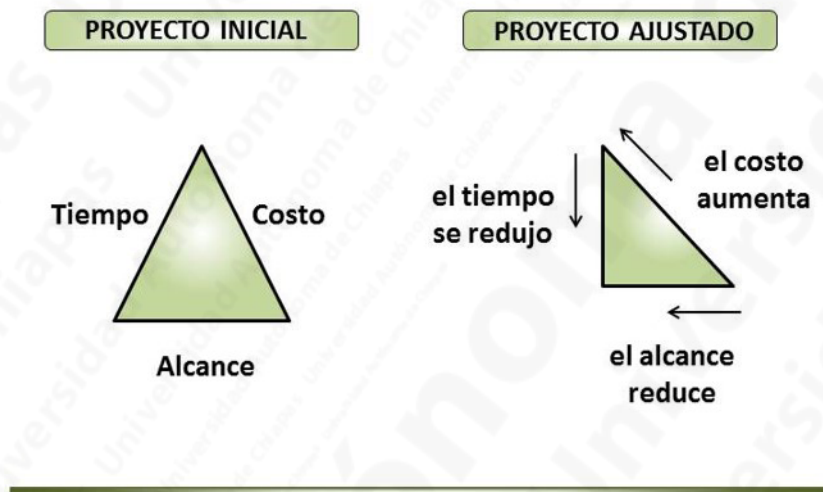 PROYECTO INICIAL
PROYECTO AJUSTADO
Tiempo
Costo
Alcance
el tiempo
se redujo
el costo
aumenta
el alcance
reduce